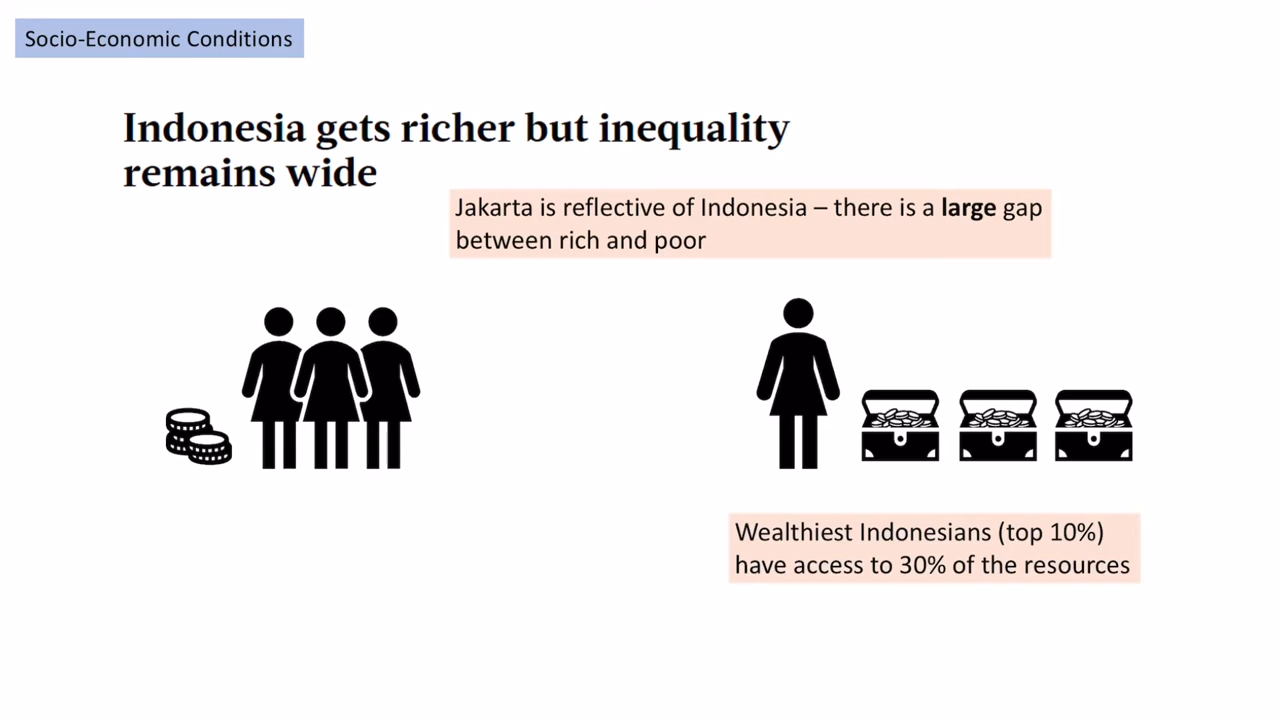 Socio-Economic Conditions
Indonesia gets richer but inequality
remains wide
Jakarta is reflective of Indonesia – there is a large gap
between rich and poor
Wealthiest Indonesians (top 10%)
have access to 30% of the resources